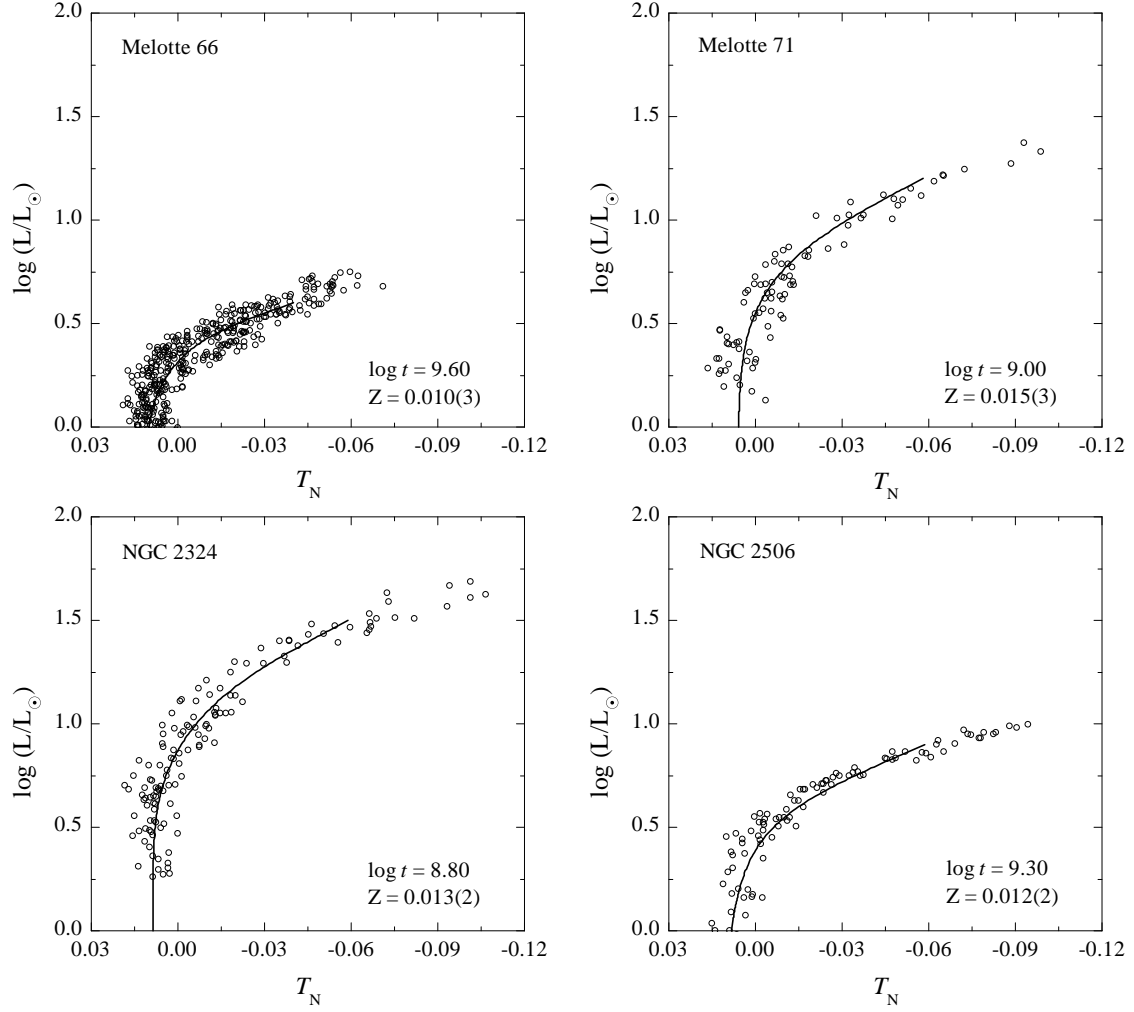 Melotte 66
2.0
1.5
1.0
0.5
0.0
log (L/L☉)
log t = 9.60
Z = 0.010(3)
0.03 0.00 -0.03 -0.06 -0.09 -0.12
T_N
Melotte 71
2.0
1.5
1.0
0.5
0.0
log (L/L☉)
log t = 9.00
Z = 0.015(3)
0.03 0.00 -0.03 -0.06 -0.09 -0.12
T_N
NGC 2324
2.0
1.5
1.0
0.5
0.0
log (L/L☉)
log t = 8.80
Z = 0.013(2)
0.03 0.00 -0.03 -0.06 -0.09 -0.12
T_N
NGC 2506
2.0
1.5
1.0
0.5
0.0
log (L/L☉)
log t = 9.30
Z = 0.012(2)
0.03 0.00 -0.03 -0.06 -0.09 -0.12
T_N